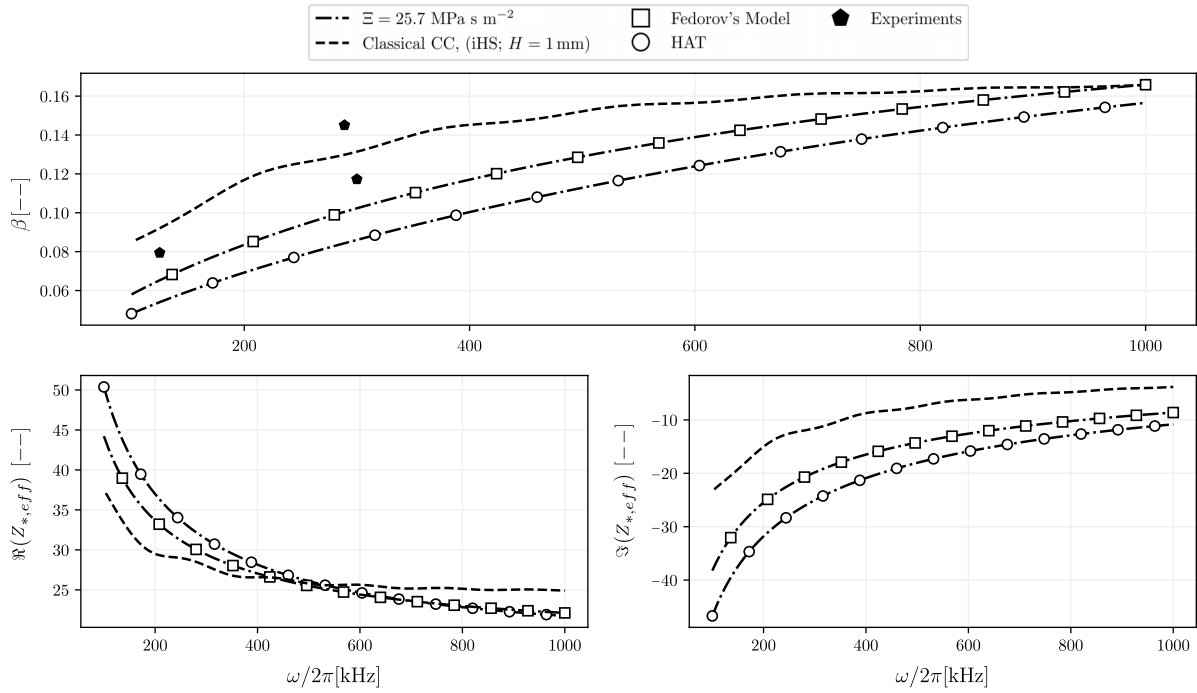 Ξ = 25.7 MPa s m⁻²
Classical CC, (iHS; H = 1 mm)
Fedorov's Model
HAT
Experiments
β[−−]
0.16
0.14
0.12
0.10
0.08
0.06
200 400 600 800 1000
ℜ(Z∗,eff) [−−]
50
45
40
35
30
25
200 400 600 800 1000
ω/2π[kHz]
ℑ(Z∗,eff) [−−]
−10
−20
−30
−40
200 400 600 800 1000
ω/2π[kHz]